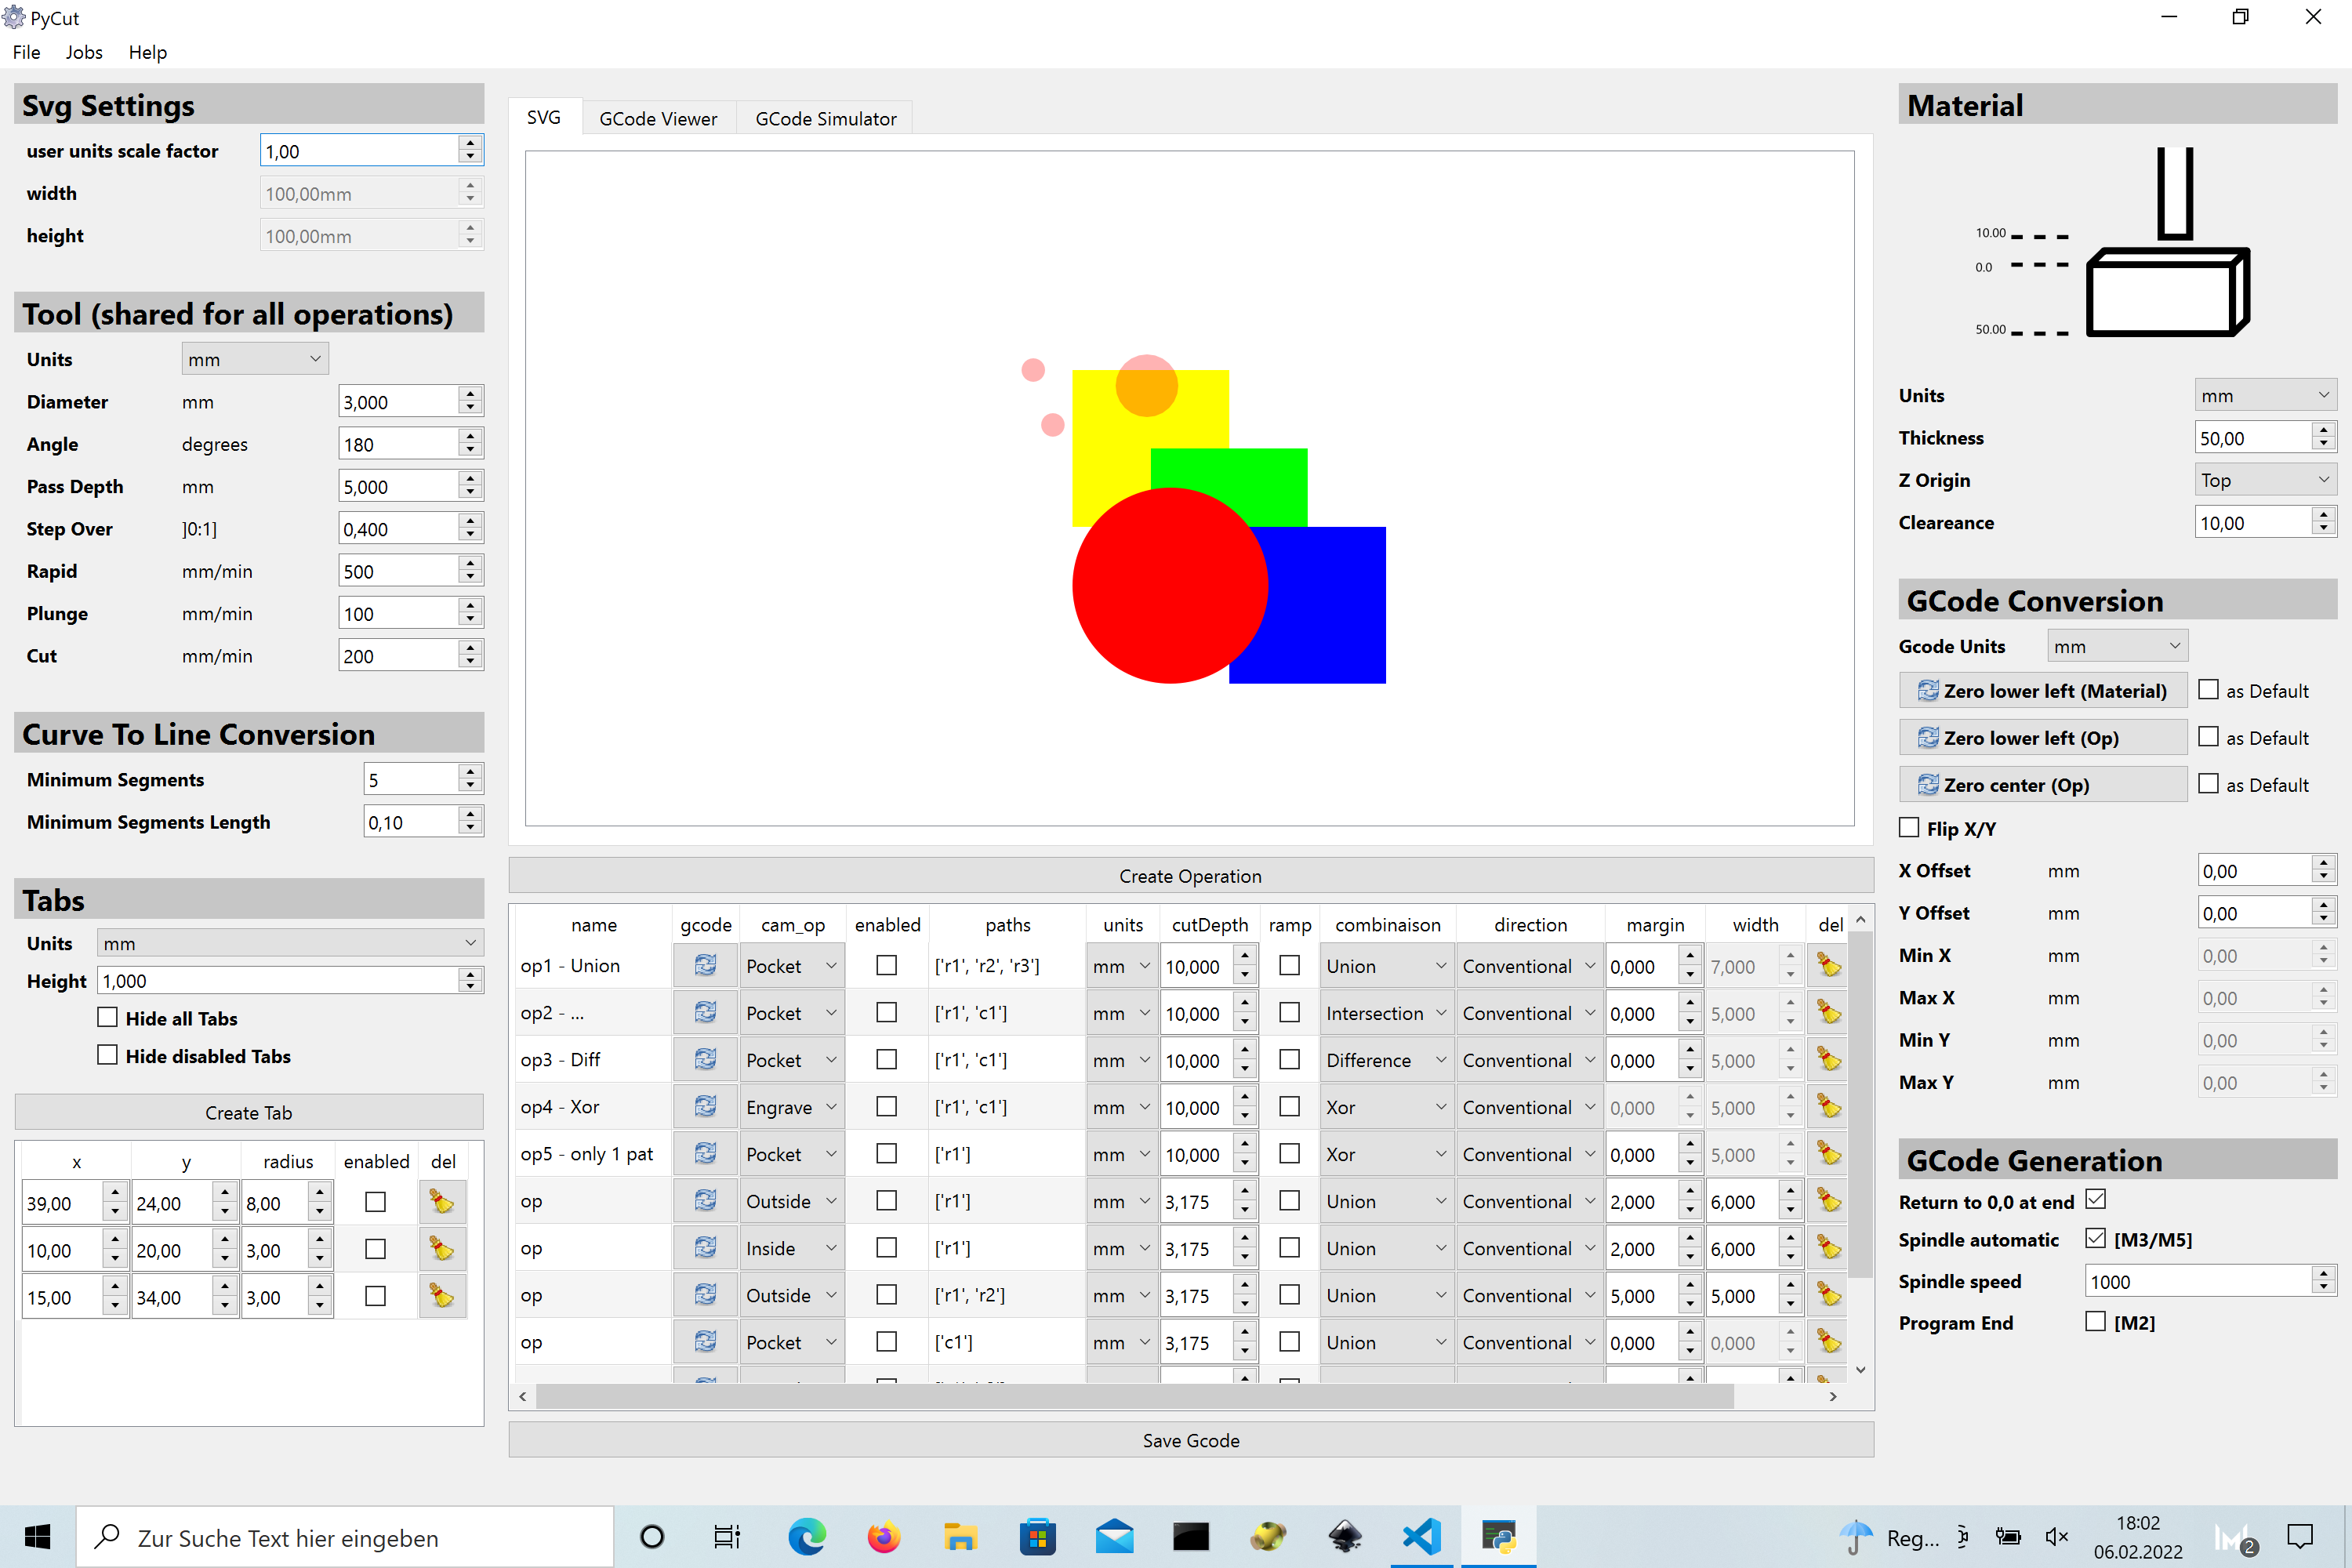 PyCut
File Jobs Help
Svg Settings
user units scale factor 1,00
width 100,00mm
height 100,00mm
Tool (shared for all operations)
Units mm
Diameter mm 3,000
Angle degrees 180
Pass Depth mm 5,000
Step Over ]0:1] 0,400
Rapid mm/min 500
Plunge mm/min 100
Cut mm/min 200
Curve To Line Conversion
Minimum Segments 5
Minimum Segments Length 0,10
Tabs
Units mm
Height 1,000
Hide all Tabs
Hide disabled Tabs
Create Tab
x y radius enabled del
39,00 24,00 8,00
10,00 20,00 3,00
15,00 34,00 3,00
SVG GCode Viewer GCode Simulator
Create Operation
name gcode cam_op enabled paths units cutDepth ramp combinaison direction margin width del
op1 - Union Pocket ['r1', 'r2', 'r3'] mm 10,000 Union Conventional 0,000 7,000
op2 - ... Pocket ['r1', 'c1'] mm 10,000 Intersection Conventional 0,000 5,000
op3 - Diff Pocket ['r1', 'c1'] mm 10,000 Difference Conventional 0,000 5,000
op4 - Xor Engrave ['r1', 'c1'] mm 10,000 Xor Conventional 0,000 5,000
op5 - only 1 pat Pocket ['r1'] mm 10,000 Xor Conventional 0,000 5,000
op Outside ['r1'] mm 3,175 Union Conventional 2,000 6,000
op Inside ['r1'] mm 3,175 Union Conventional 2,000 6,000
op Outside ['r1', 'r2'] mm 3,175 Union Conventional 5,000 5,000
op Pocket ['c1'] mm 3,175 Union Conventional 0,000 0,000
Save Gcode
Material
10.00
0.0
50.00
Units mm
Thickness 50,00
Z Origin Top
Cleareance 10,00
GCode Conversion
Gcode Units mm
Zero lower left (Material) as Default
Zero lower left (Op) as Default
Zero center (Op) as Default
Flip X/Y
X Offset mm 0,00
Y Offset mm 0,00
Min X mm 0,00
Max X mm 0,00
Min Y mm 0,00
Max Y mm 0,00
GCode Generation
Return to 0,0 at end
Spindle automatic [M3/M5]
Spindle speed 1000
Program End [M2]
Zur Suche Text hier eingeben
Reg...
18:02
06.02.2022
2